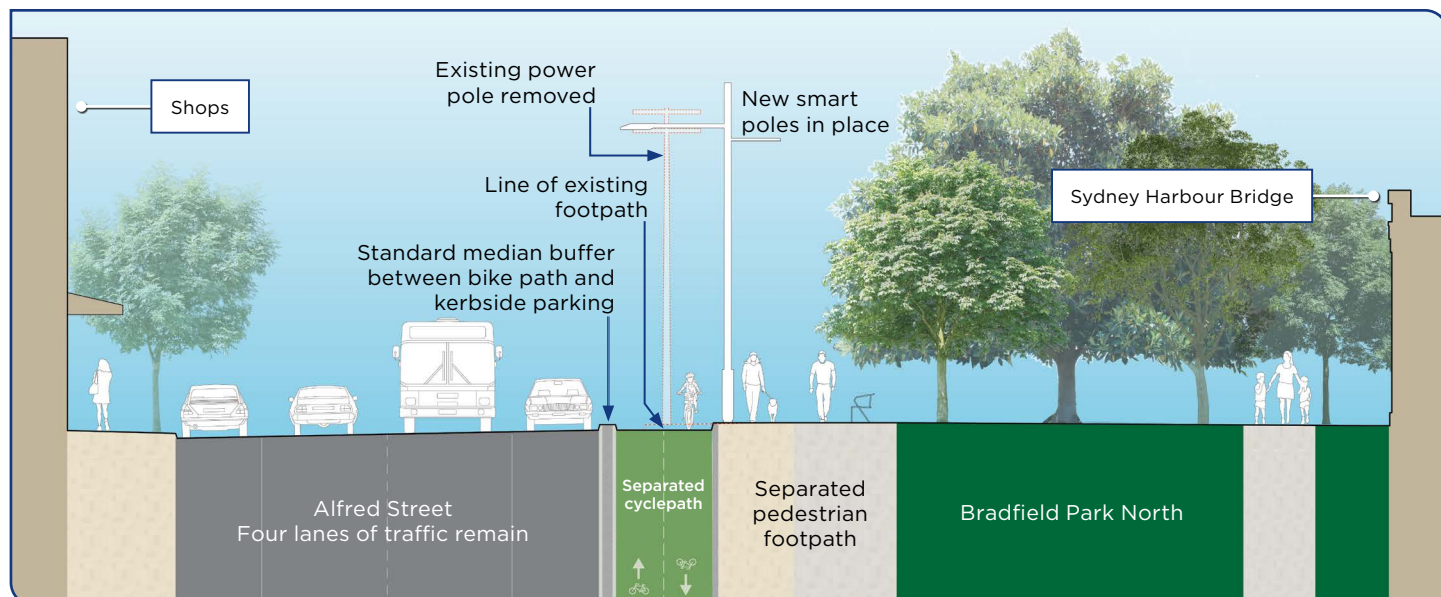 Shops
Existing power
pole removed
New smart
poles in place
Line of existing
footpath
Sydney Harbour Bridge
Standard median buffer
between bike path and
kerbside parking
Alfred Street
Four lanes of traffic remain
Separated
cyclepath
Separated
pedestrian
footpath
Bradfield Park North